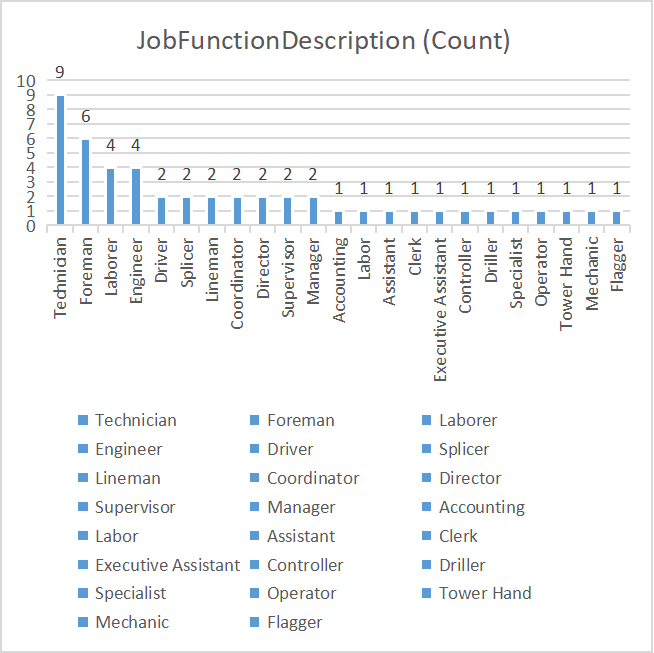 JobFunctionDescription (Count)
10
9
8
7
6
5
4
3
2
1
0
9
6
4
4
2
2
2
2
2
2
2
1
1
1
1
1
1
1
1
1
1
1
1
Technician
Foreman
Laborer
Engineer
Driver
Splicer
Lineman
Coordinator
Director
Supervisor
Manager
Accounting
Labor
Assistant
Clerk
Executive Assistant
Controller
Driller
Specialist
Operator
Tower Hand
Mechanic
Flagger
Technician Foreman Laborer
Engineer Driver Splicer
Lineman Coordinator Director
Supervisor Manager Accounting
Labor Assistant Clerk
Executive Assistant Controller Driller
Specialist Operator Tower Hand
Mechanic Flagger